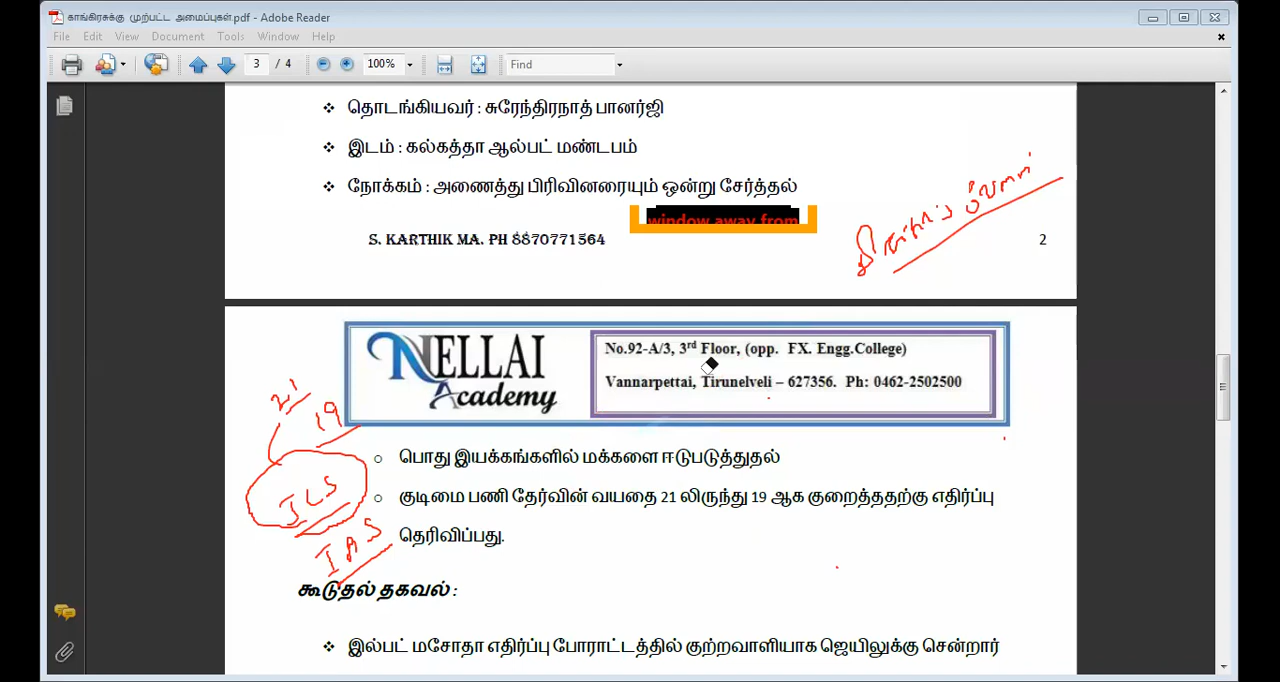 காங்கிரசுக்கு முற்பட்ட அமைப்புகள்.pdf - Adobe Reader
File Edit View Document Tools Window Help
3 / 4 100% Find
❖ தொடங்கியவர் : சுரேந்திரநாத் பானர்ஜி
❖ இடம் : கல்கத்தா ஆல்பட் மண்டபம்
❖ நோக்கம் : அணைத்து பிரிவினரையும் ஒன்று சேர்த்தல்
window away from
S. KARTHIK MA. PH 8870771564 2
NELLAI Academy
No.92-A/3, 3rd Floor, (opp. FX. Engg.College)
Vannarpettai, Tirunelveli – 627356. Ph: 0462-2502500
21
19
o பொது இயக்கங்களில் மக்களை ஈடுபடுத்துதல்
ICS
o குடிமை பணி தேர்வின் வயதை 21 லிருந்து 19 ஆக குறைத்ததற்கு எதிர்ப்பு
தெரிவிப்பது.
IAS
கூடுதல் தகவல் :
❖ இல்பட் மசோதா எதிர்ப்பு போராட்டத்தில் குற்றவாளியாக ஜெயிலுக்கு சென்றார்